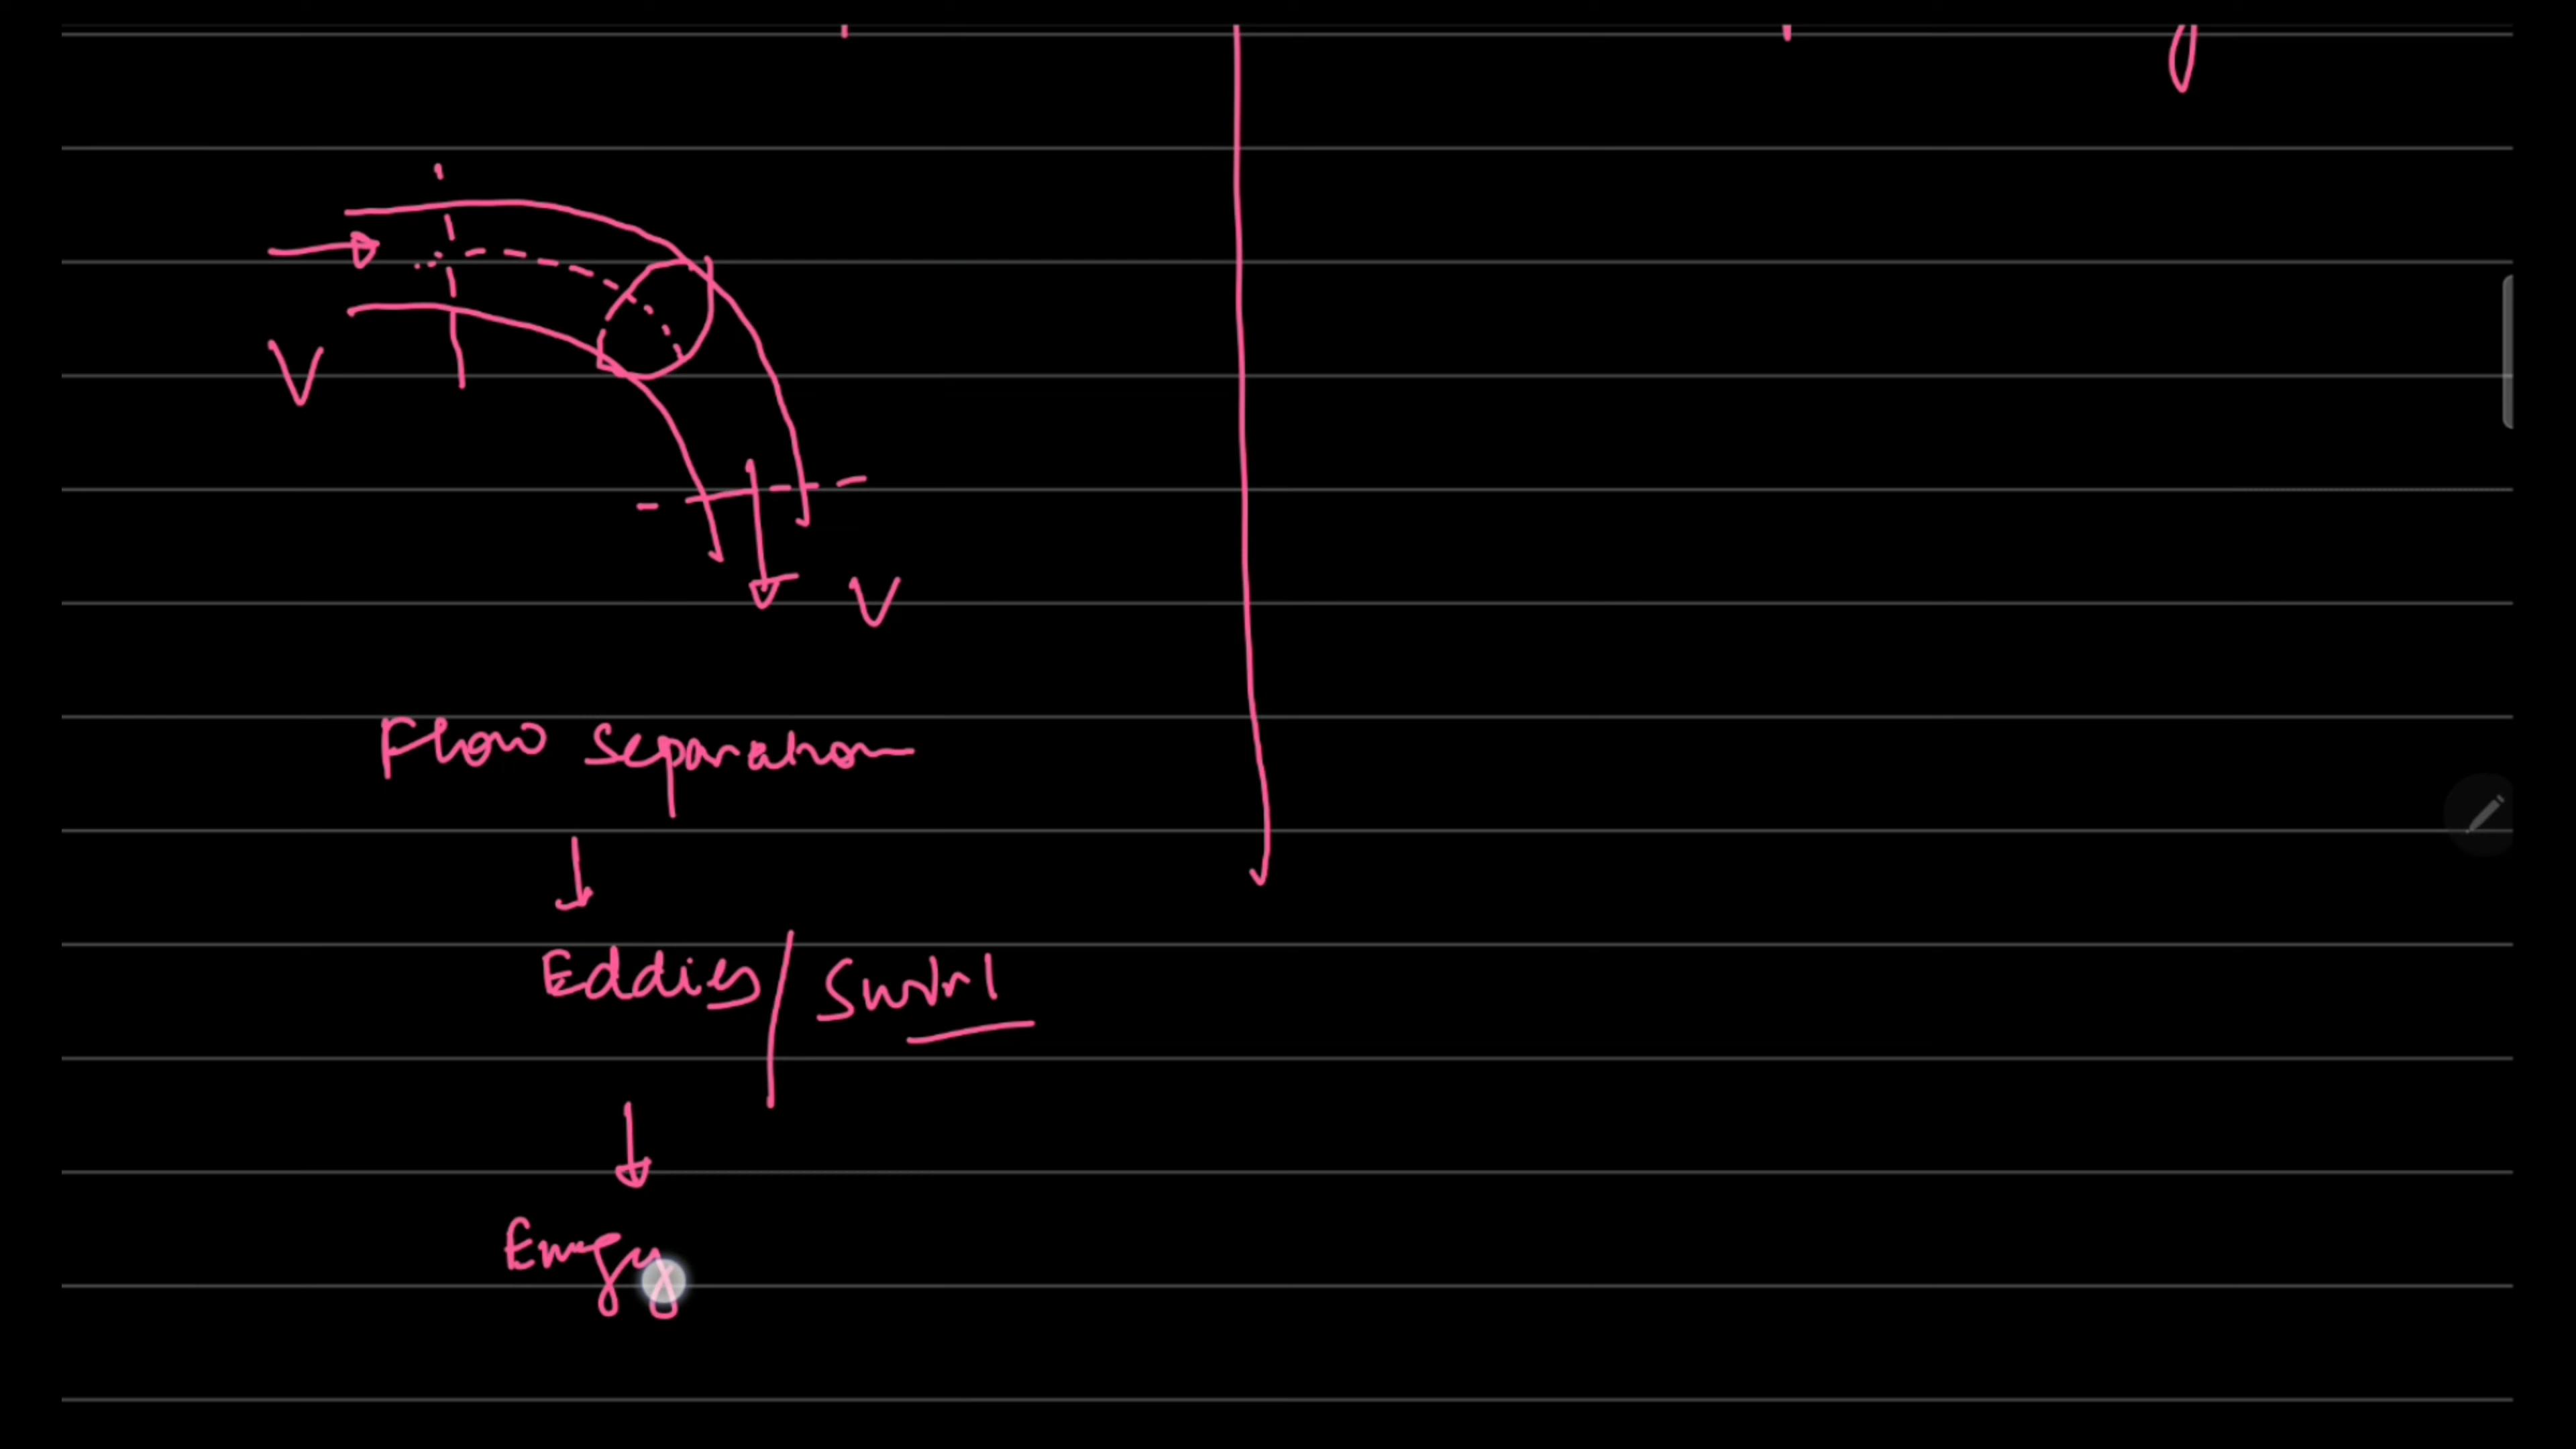 V
V
Flow separation
Eddies / Swirl
Energy